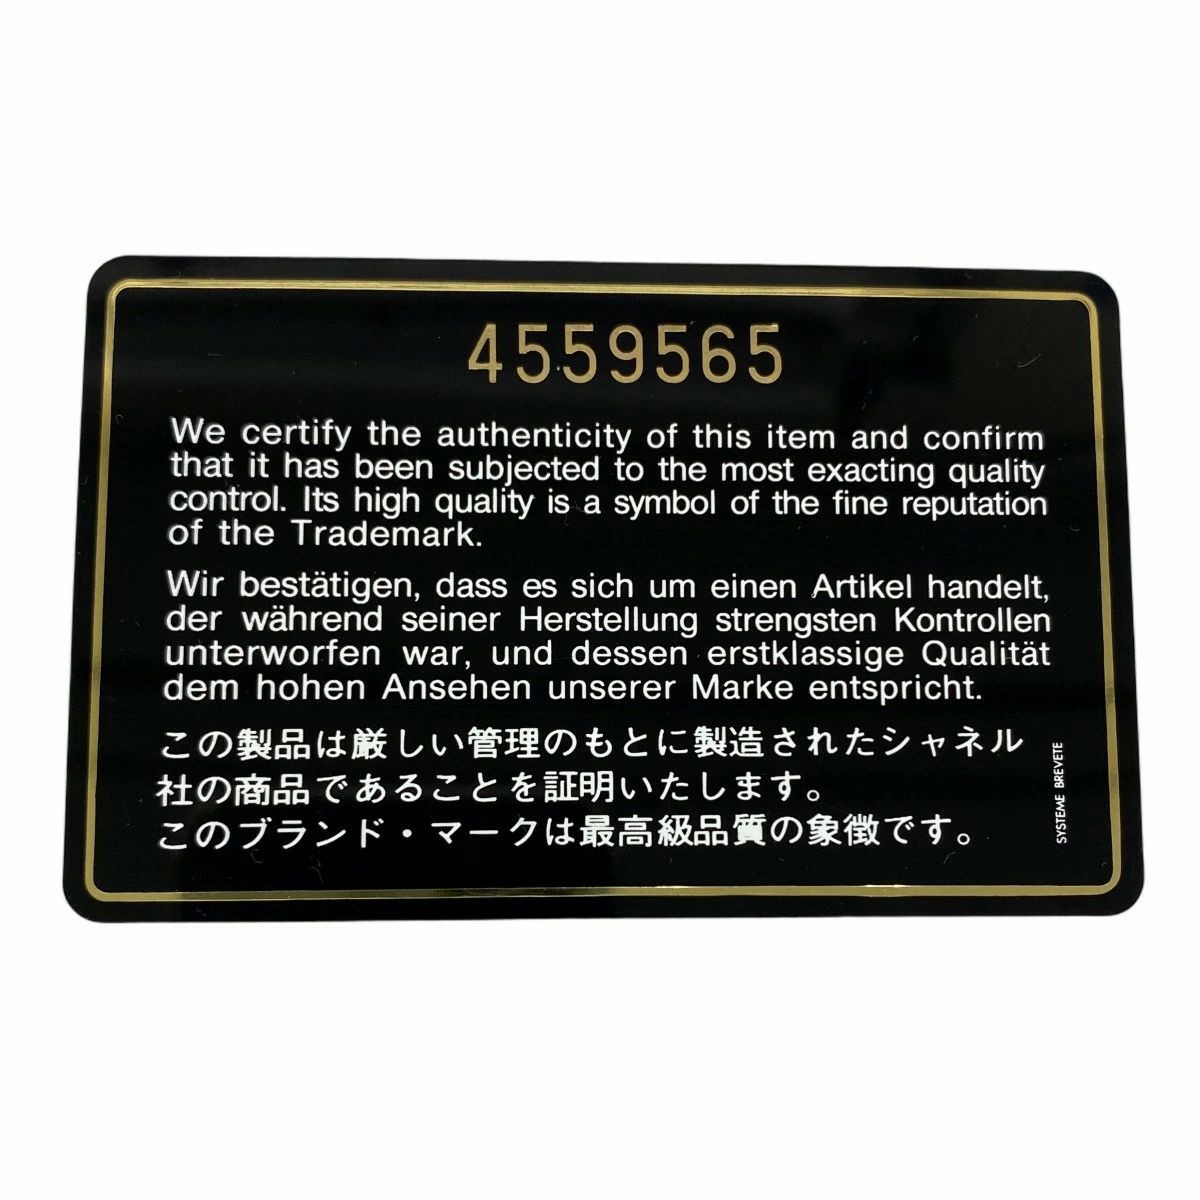 4559565
We certify the authenticity of this item and confirm
that it has been subjected to the most exacting quality
control. Its high quality is a symbol of the fine reputation
of the Trademark.
Wir bestätigen, dass es sich um einen Artikel handelt,
der während seiner Herstellung strengsten Kontrollen
unterworfen war, und dessen erstklassige Qualität
dem hohen Ansehen unserer Marke entspricht.
この製品は厳しい管理のもとに製造されたシャネル
社の商品であることを証明いたします。
このブランド・マークは最高級品質の象徴です。
SYSTEME BREVETE